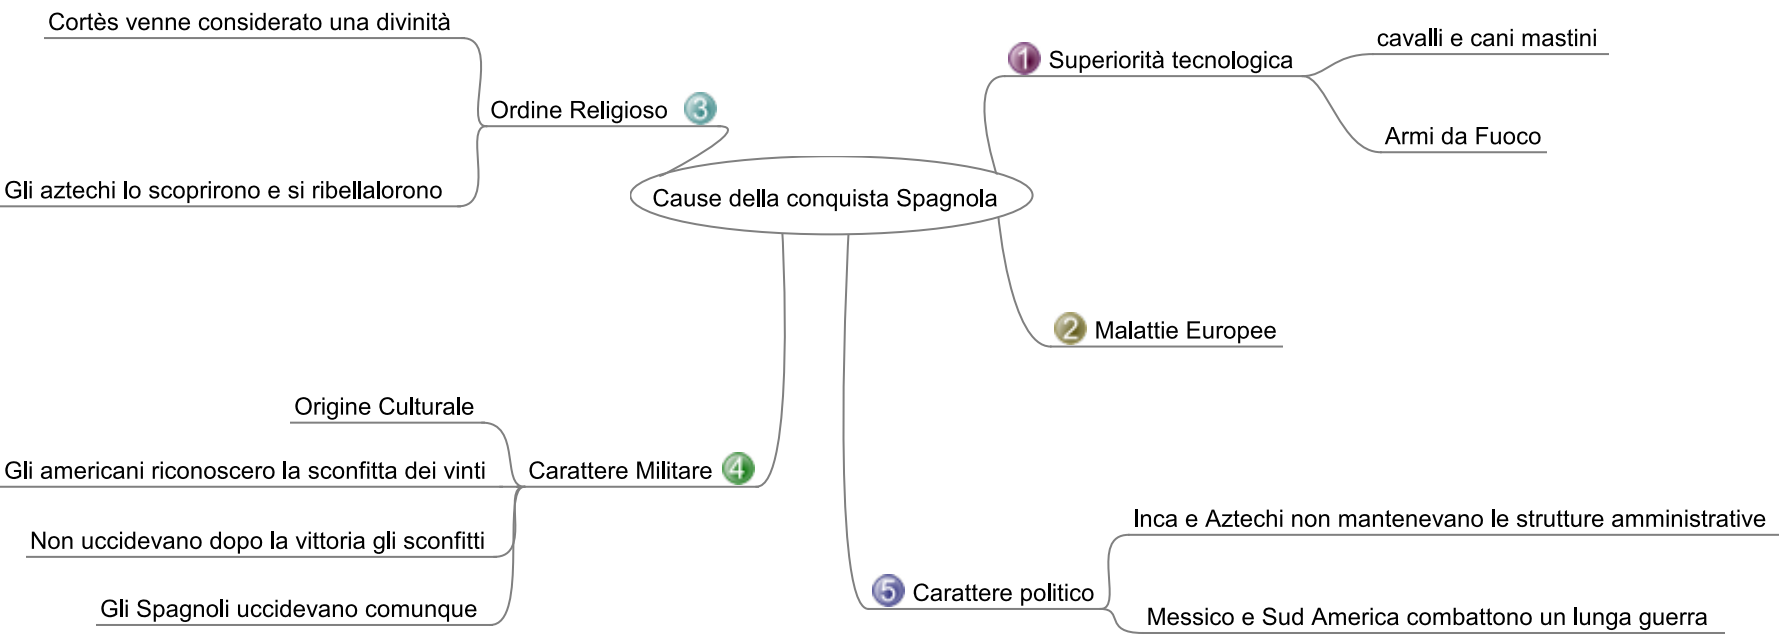 Cause della conquista Spagnola
1 Superiorità tecnologica
cavalli e cani mastini
Armi da Fuoco
2 Malattie Europee
Ordine Religioso 3
Cortès venne considerato una divinità
Gli aztechi lo scoprirono e si ribellalorono
Carattere Militare 4
Origine Culturale
Gli americani riconoscero la sconfitta dei vinti
Non uccidevano dopo la vittoria gli sconfitti
Gli Spagnoli uccidevano comunque
5 Carattere politico
Inca e Aztechi non mantenevano le strutture amministrative
Messico e Sud America combattono un lunga guerra